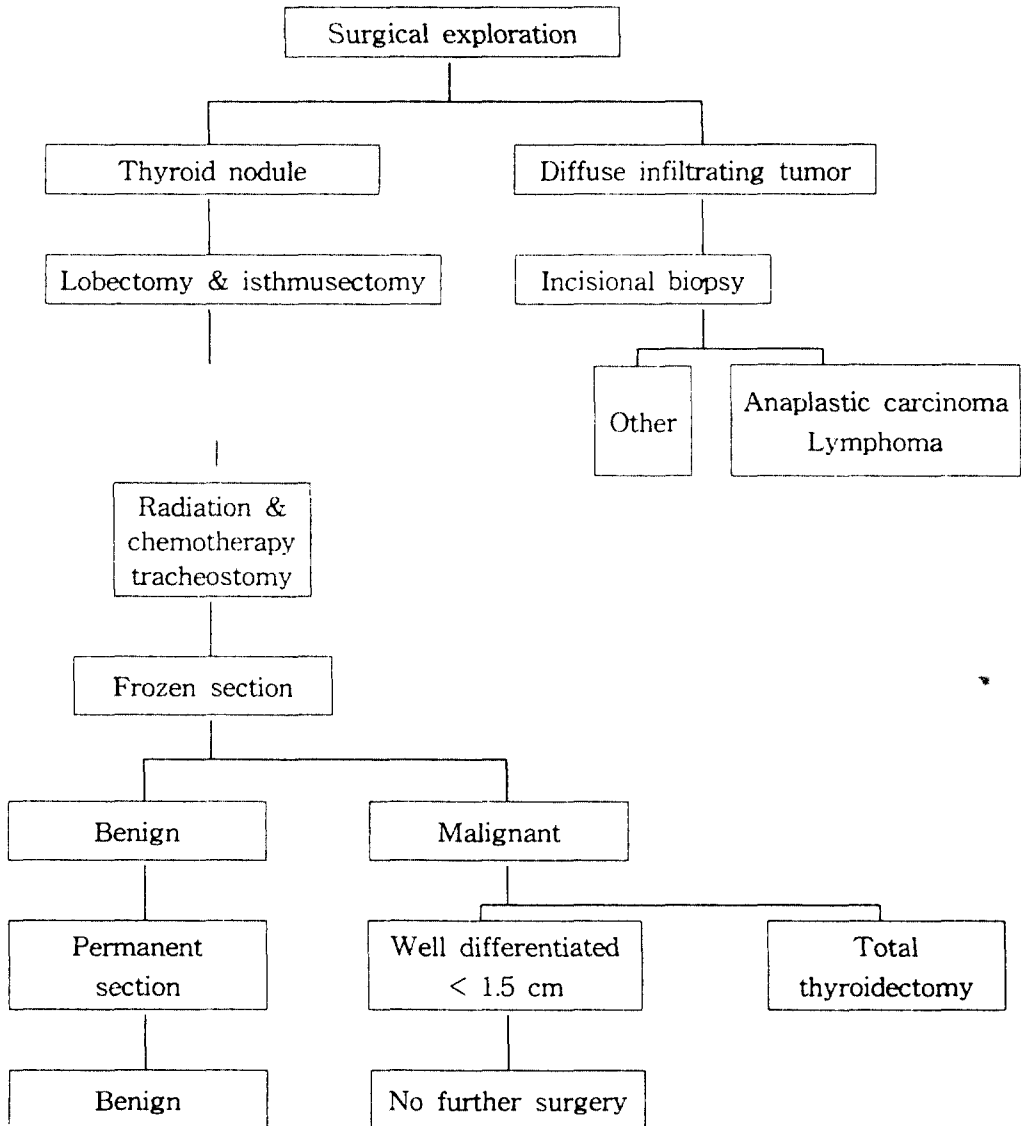 Surgical exploration
Thyroid nodule
Diffuse infiltrating tumor
Lobectomy & isthmusectomy
Incisional biopsy
Other
Anaplastic carcinoma
Lymphoma
Radiation &
chemotherapy
tracheostomy
Frozen section
Benign
Malignant
Permanent
section
Well differentiated
< 1.5 cm
Total
thyroidectomy
Benign
No further surgery